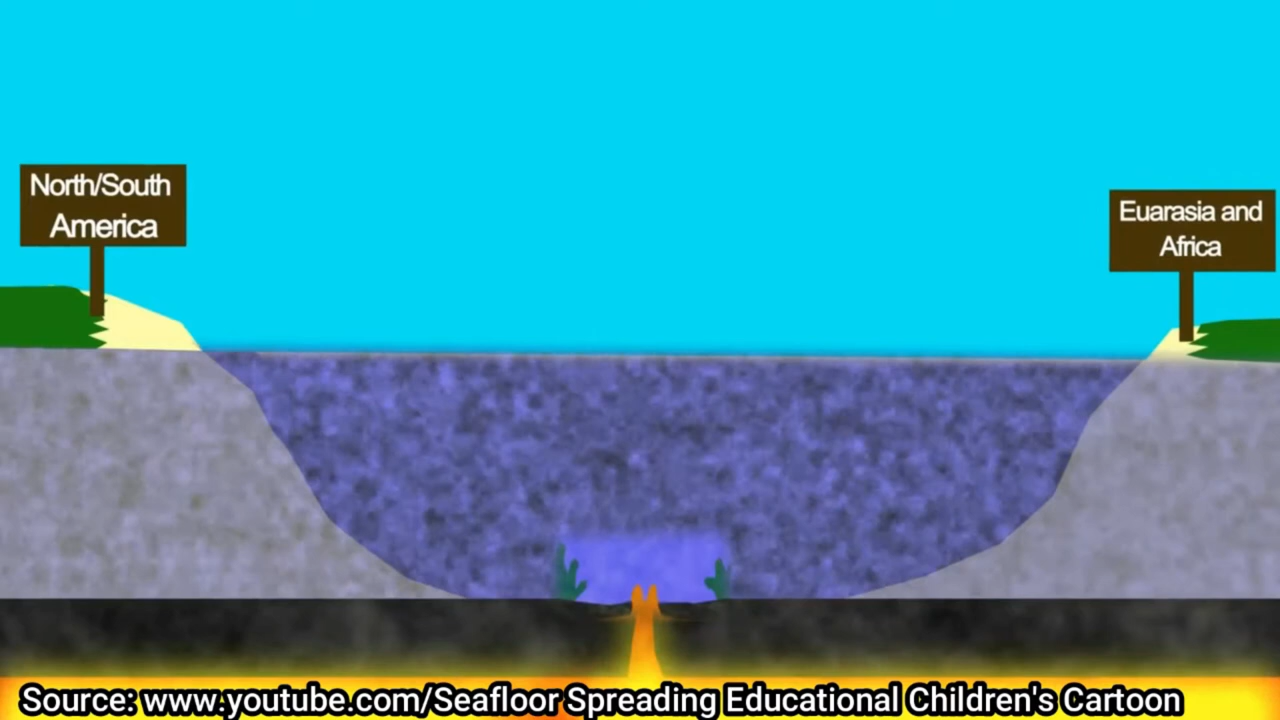 North/South
America
Euarasia and
Africa
Source: www.youtube.com/Seafloor Spreading Educational Children's Cartoon